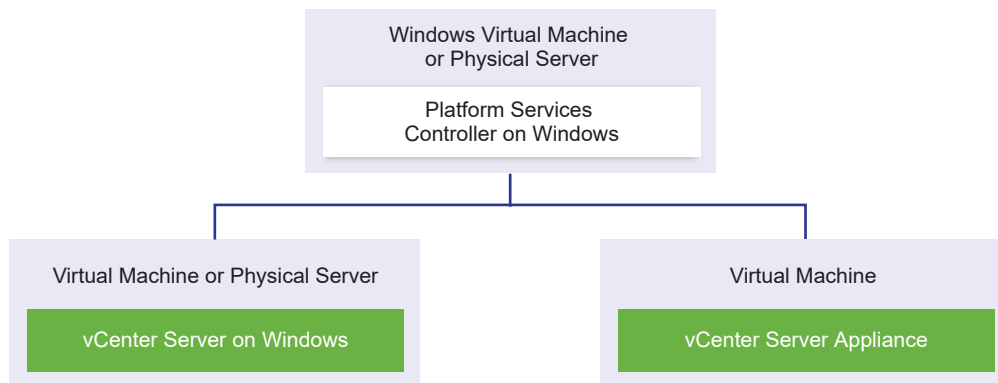 Windows Virtual Machine
or Physical Server
Platform Services
Controller on Windows
Virtual Machine or Physical Server
vCenter Server on Windows
Virtual Machine
vCenter Server Appliance